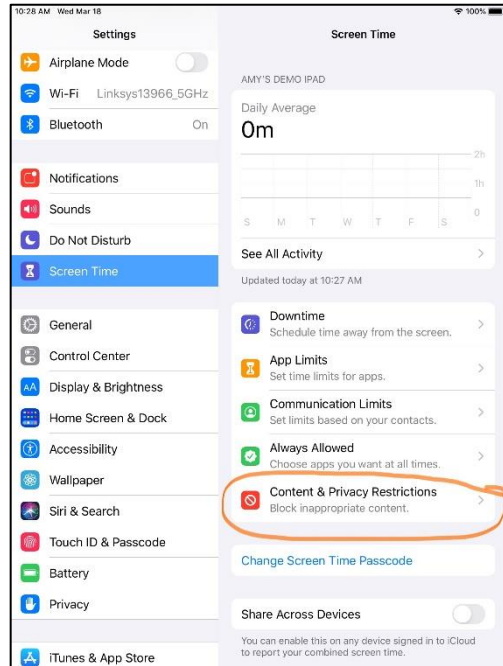 10:28 AM Wed Mar 18
100%
Settings
Airplane Mode
Wi-Fi Linksys13966_5GHz
Bluetooth On
Notifications
Sounds
Do Not Disturb
Screen Time
General
Control Center
AA Display & Brightness
Home Screen & Dock
Accessibility
Wallpaper
Siri & Search
Touch ID & Passcode
Battery
Privacy
iTunes & App Store
Screen Time
AMY'S DEMO IPAD
Daily Average
0m
2h
1h
0
S M T W T F S
See All Activity
Updated today at 10:27 AM
Downtime
Schedule time away from the screen.
App Limits
Set time limits for apps.
Communication Limits
Set limits based on your contacts.
Always Allowed
Choose apps you want at all times.
Content & Privacy Restrictions
Block inappropriate content.
Change Screen Time Passcode
Share Across Devices
You can enable this on any device signed in to iCloud
to report your combined screen time.